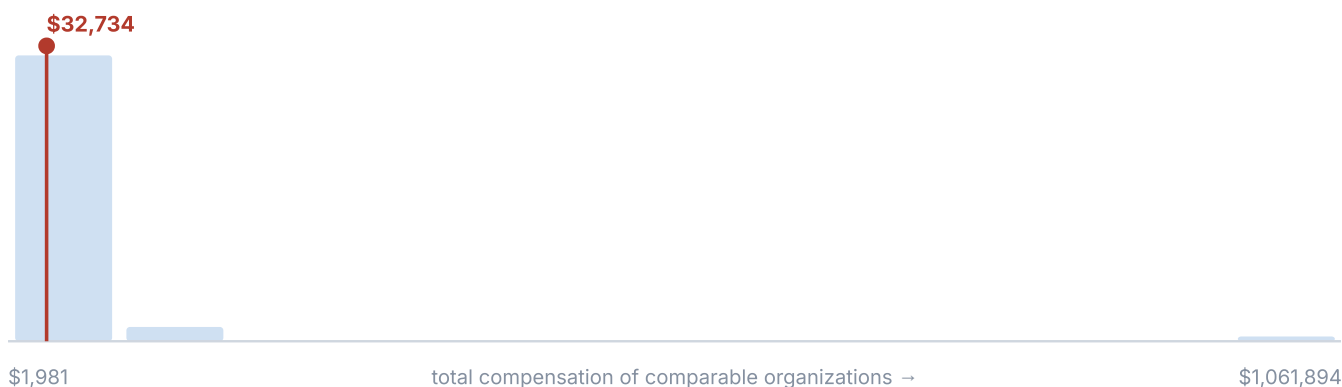 $32,734
$1,981
total compensation of comparable organizations →
$1,061,894